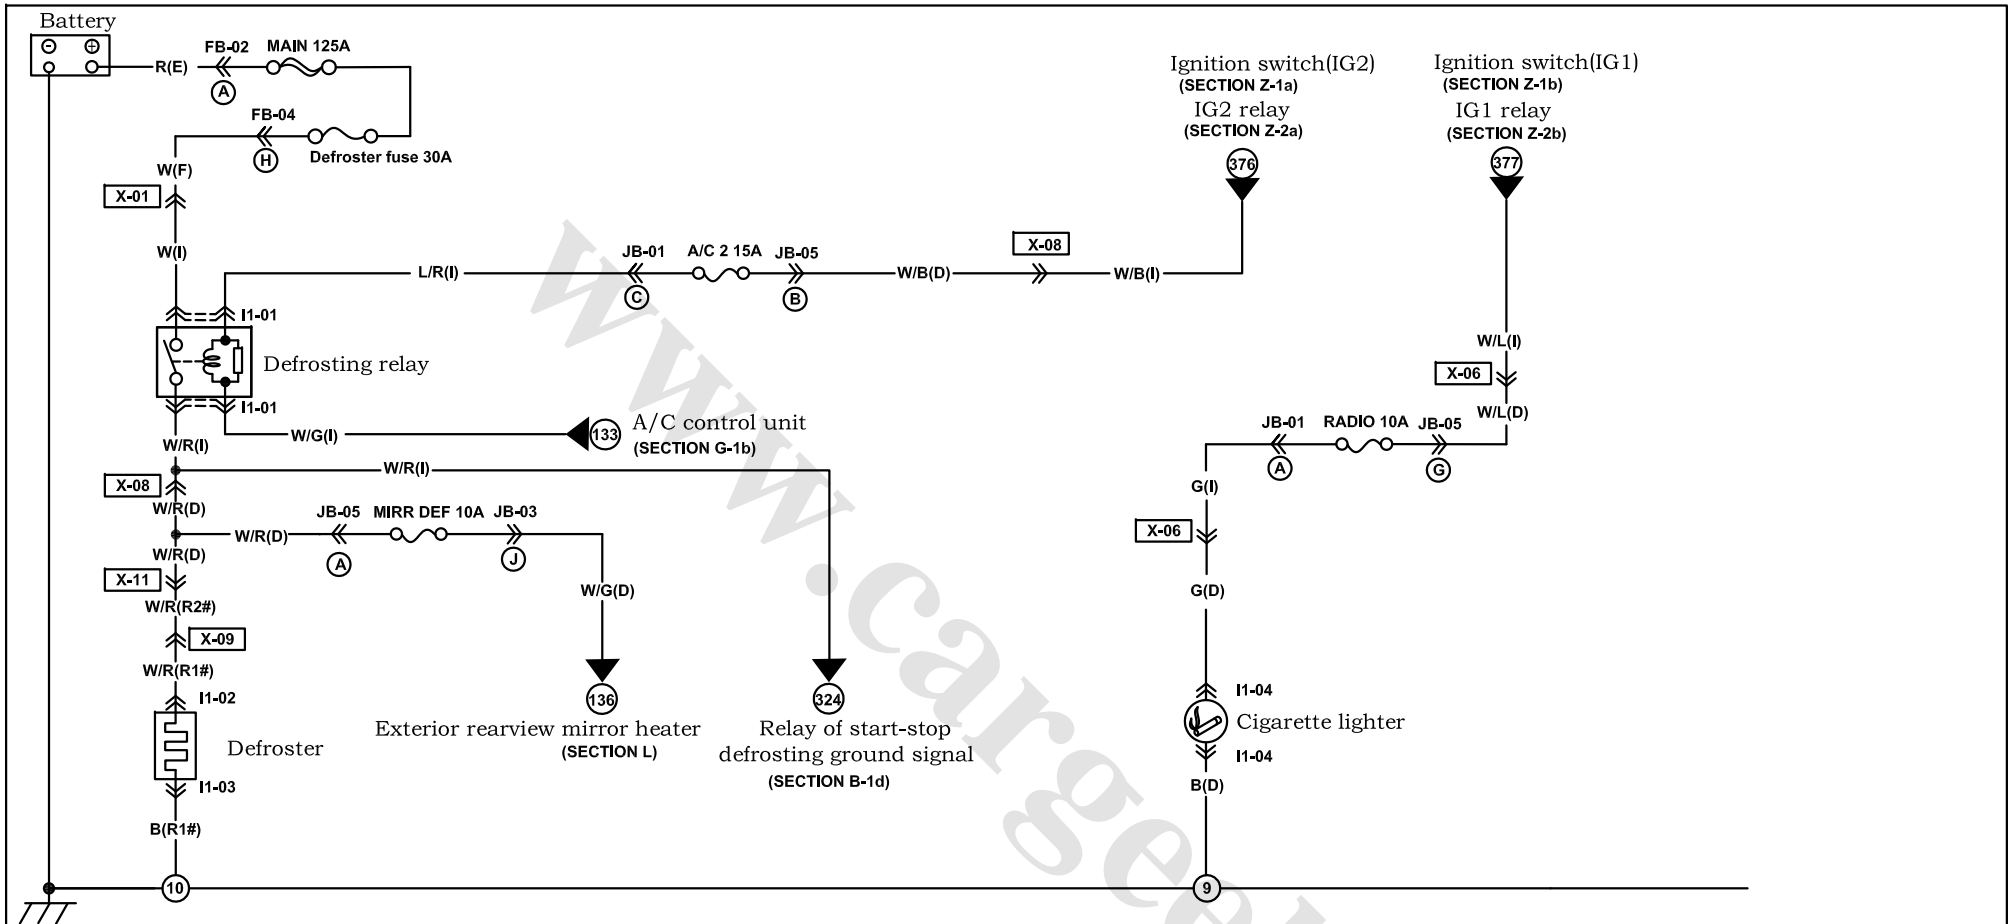 Battery
FB-02 MAIN 125A
R(E)
A
FB-04
H
Defroster fuse 30A
W(F)
X-01
W(I)
Ignition switch(IG2)
(SECTION Z-1a)
IG2 relay
(SECTION Z-2a)
376
Ignition switch(IG1)
(SECTION Z-1b)
IG1 relay
(SECTION Z-2b)
377
L/R(I)
JB-01 A/C 2 15A JB-05
C
B
W/B(D)
X-08
W/B(I)
I1-01
Defrosting relay
I1-01
W/G(I)
133
A/C control unit
(SECTION G-1b)
W/R(I)
W/R(I)
X-08
W/R(D)
W/R(D)
JB-05 MIRR DEF 10A JB-03
A
J
W/R(D)
X-11
W/R(R2#)
X-09
W/R(R1#)
I1-02
Defroster
I1-03
B(R1#)
10
W/G(D)
136
Exterior rearview mirror heater
(SECTION L)
324
Relay of start-stop
defrosting ground signal
(SECTION B-1d)
W/L(I)
X-06
W/L(D)
JB-01 RADIO 10A JB-05
A
G
G(I)
X-06
G(D)
I1-04
Cigarette lighter
I1-04
B(D)
9
www.cargeek